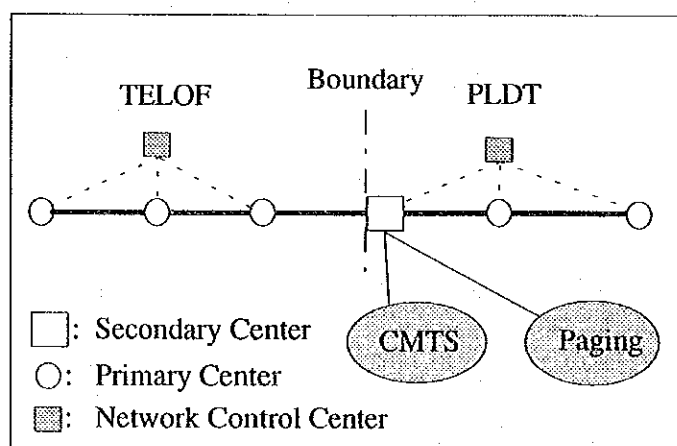 Boundary
TELOF
PLDT
CMTS
Paging
: Secondary Center
: Primary Center
: Network Control Center